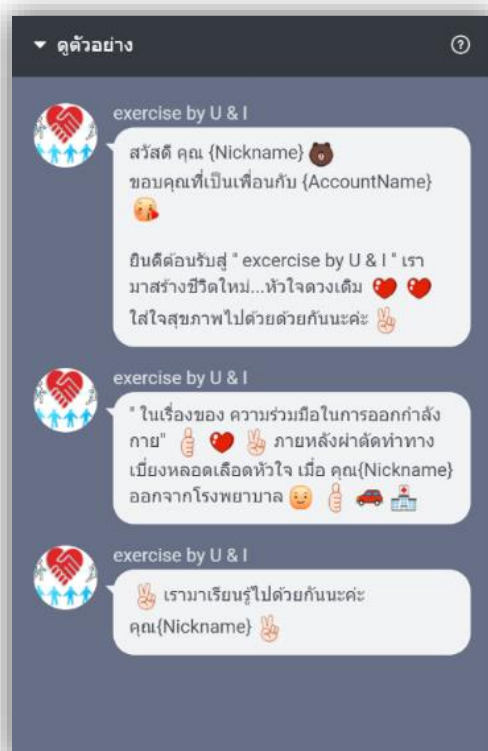 ดูตัวอย่าง
exercise by U & I
สวัสดี คุณ {Nickname}
ขอบคุณที่เป็นเพื่อนกับ {AccountName}
ยินดีต้อนรับสู่ " excercise by U & I " เรา
มาสร้างชีวิตใหม่...หัวใจดวงเดิม
ใส่ใจสุขภาพไปด้วยด้วยกันนะค่ะ
exercise by U & I
" ในเรื่องของ ความร่วมมือในการออกกำลัง
กาย" ภายหลังผ่าตัดทำทาง
เบี่ยงหลอดเลือดหัวใจ เมื่อ คุณ{Nickname}
ออกจากโรงพยาบาล
exercise by U & I
เรามาเรียนรู้ไปด้วยกันนะค่ะ
คุณ{Nickname}